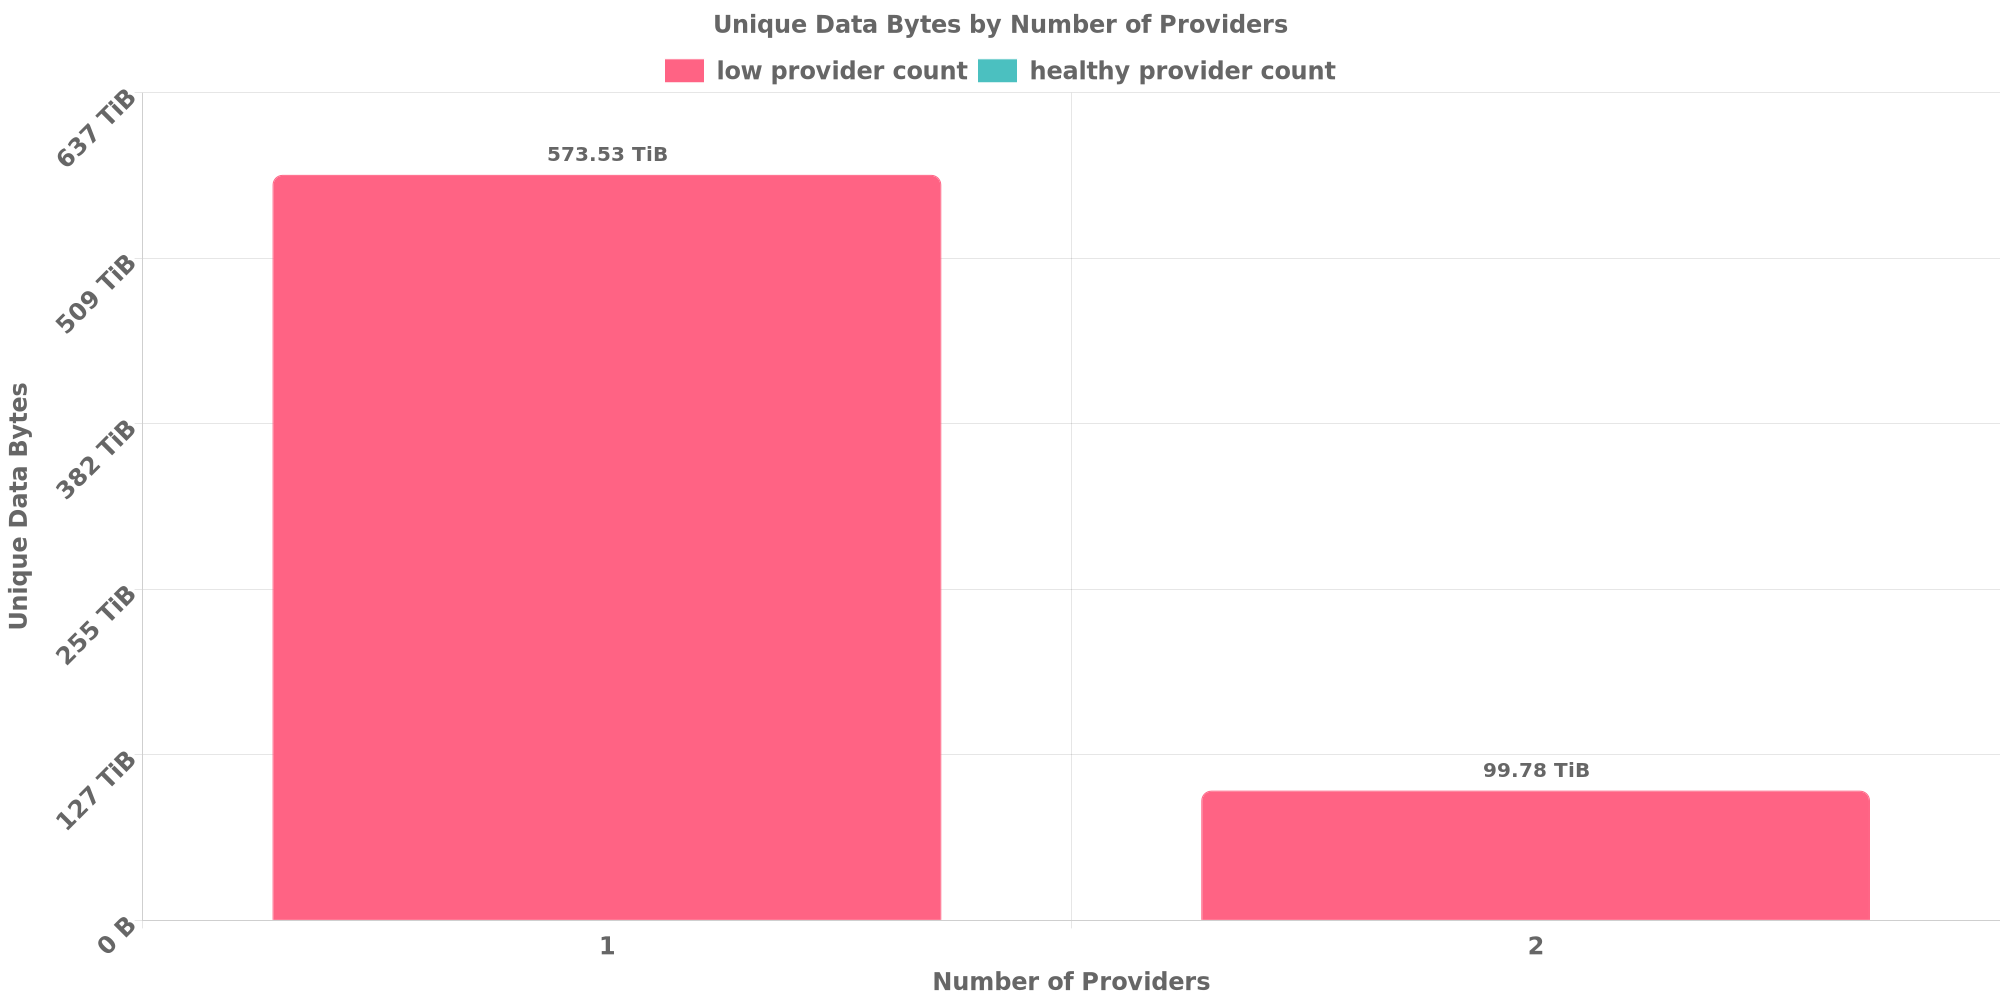 Unique Data Bytes by Number of Providers
low provider count healthy provider count
637 TiB
573.53 TiB
509 TiB
382 TiB
Unique Data Bytes
255 TiB
127 TiB
99.78 TiB
0 B
1 2
Number of Providers